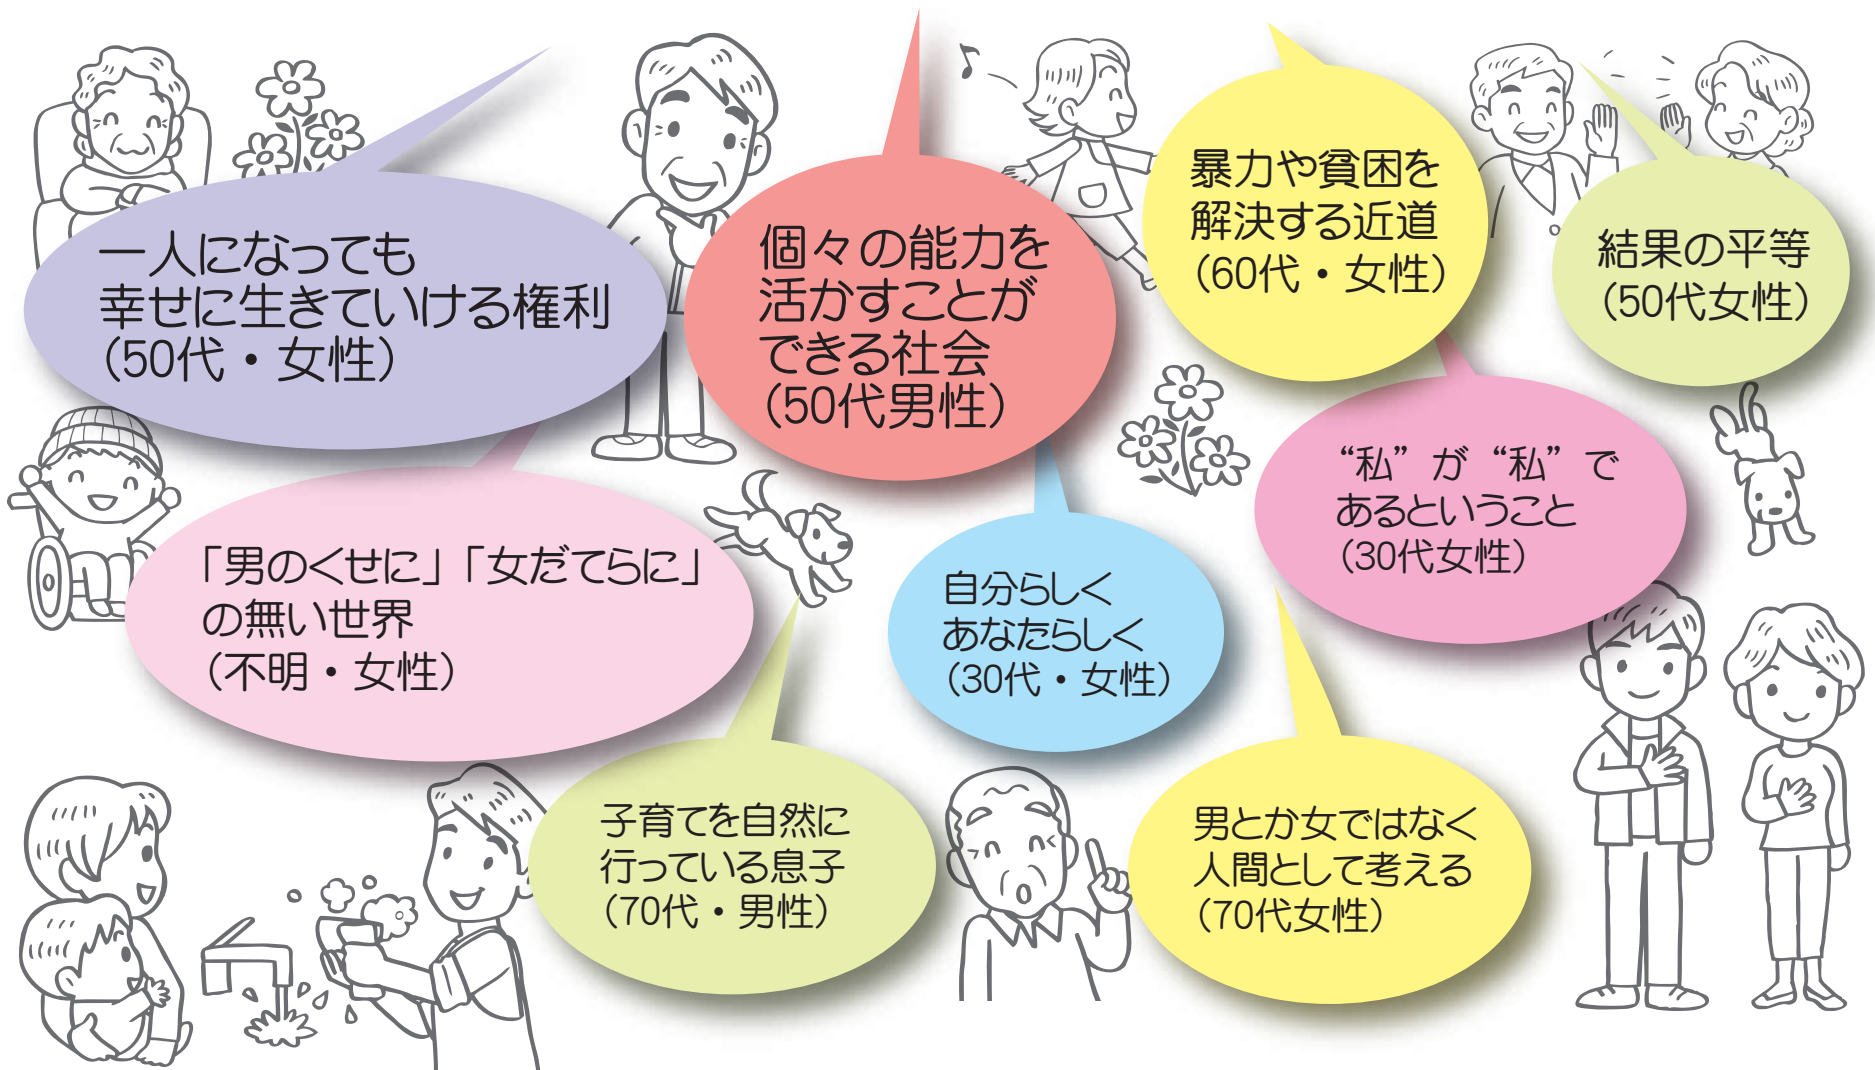 一人になっても
幸せに生きていける権利
(50代・女性)
個々の能力を
活かすことが
できる社会
(50代男性)
暴力や貧困を
解決する近道
(60代・女性)
結果の平等
(50代女性)
「男のくせに」「女だてらに」
の無い世界
(不明・女性)
自分らしく
あなたらしく
(30代・女性)
“私”が“私”で
あるということ
(30代女性)
子育てを自然に
行っている息子
(70代・男性)
男とか女ではなく
人間として考える
(70代女性)